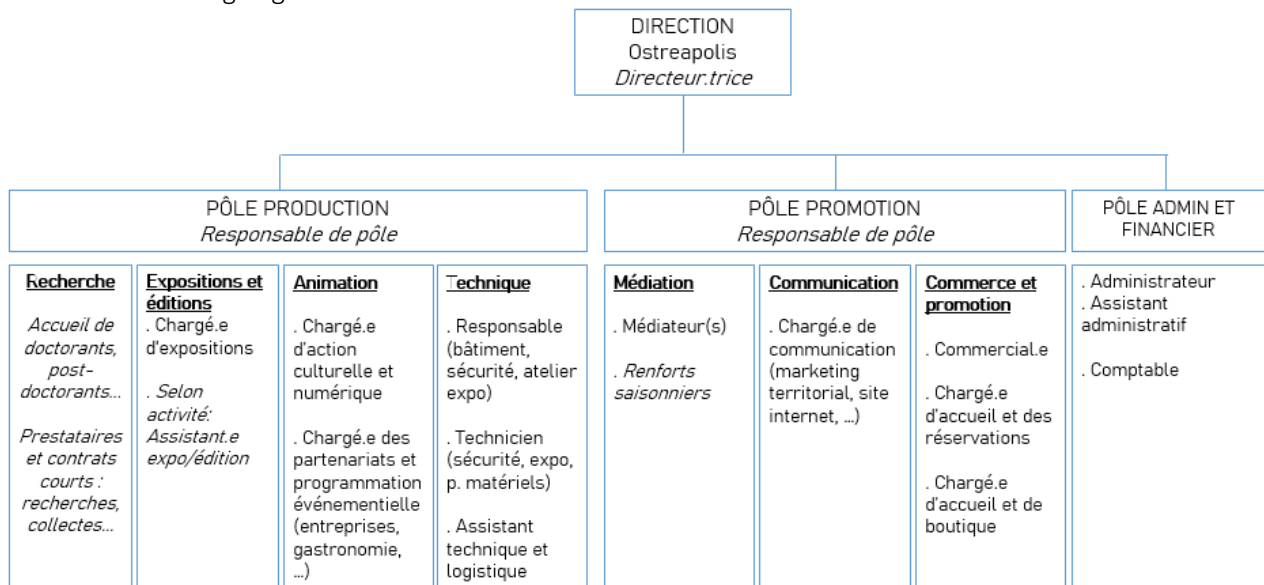 DIRECTION
Ostreapolis
Directeur.trice
PÔLE PRODUCTION
Responsable de pôle
PÔLE PROMOTION
Responsable de pôle
PÔLE ADMIN ET
FINANCIER
Recherche
Accueil de
doctorants,
post-
doctorants...
Prestataires
et contrats
courts :
recherches,
collectes...
Expositions et
éditions
. Chargé.e
d'expositions
. Selon
activité:
Assistant.e
expo/édition
Animation
. Chargé.e
d'action
culturelle et
numérique
. Chargé.e des
partenariats et
programmation
événementielle
(entreprises,
gastronomie,
...)
Technique
. Responsable
(bâtiment,
sécurité, atelier
expo)
. Technicien
(sécurité, expo,
p. matériels)
. Assistant
technique et
logistique
Médiation
. Médiateur(s)
. Renforts
saisonniers
Communication
. Chargé.e de
communication
(marketing
territorial, site
internet, ...)
Commerce et
promotion
. Commercial.e
. Chargé.e
d'accueil et des
réservations
. Chargé.e
d'accueil et de
boutique
. Administrateur
. Assistant
administratif
. Comptable